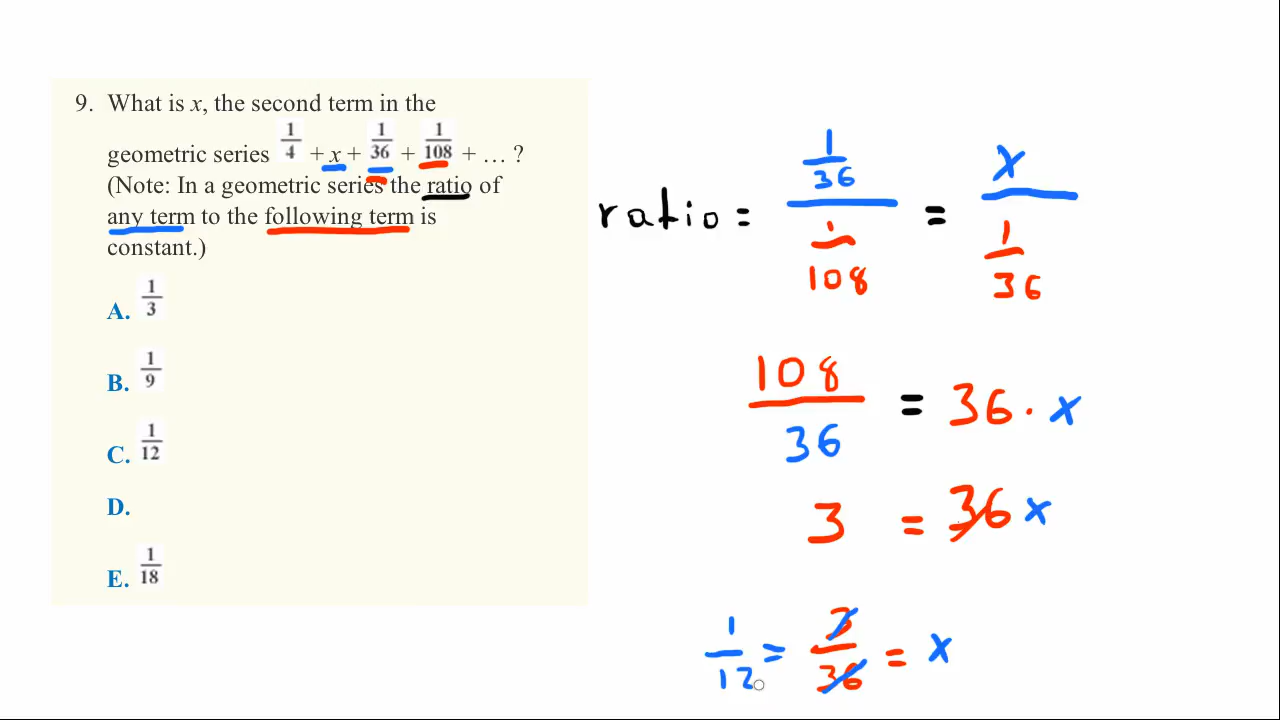 9. What is x, the second term in the
geometric series 1/4 + x + 1/36 + 1/108 + … ?
(Note: In a geometric series the ratio of
any term to the following term is
constant.)
A. 1/3
B. 1/9
C. 1/12
D.
E. 1/18
ratio = (1/36)/(1/108) = x/(1/36)
108/36 = 36 · x
3 = 36 x
1/12 = 3/36 = x